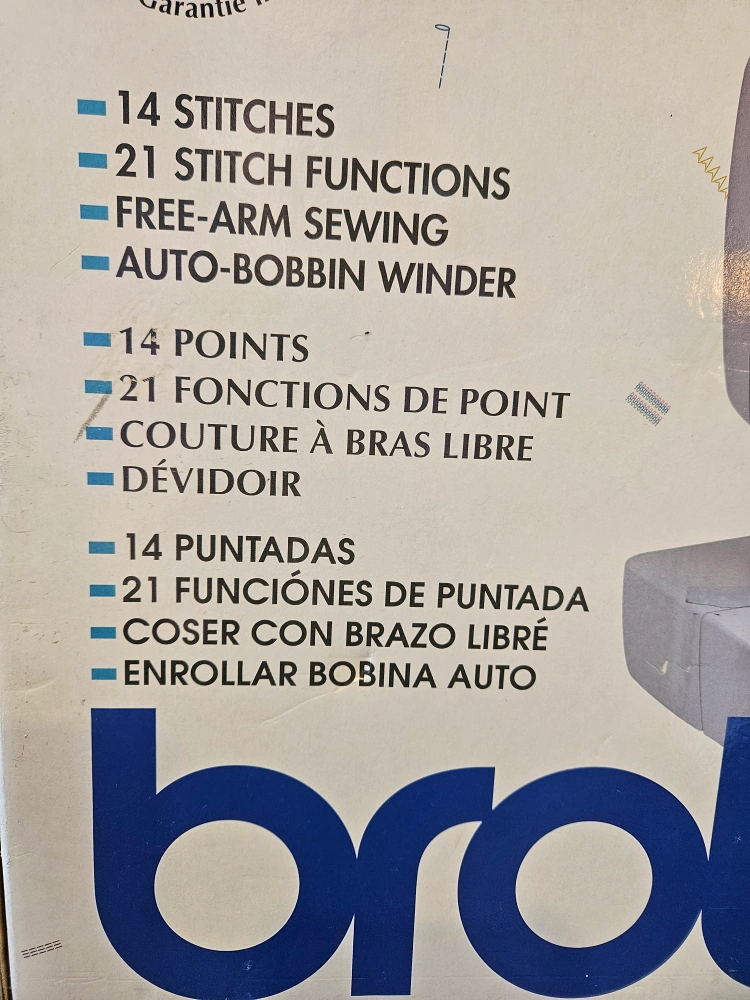 Garantie
14 STITCHES
21 STITCH FUNCTIONS
FREE-ARM SEWING
AUTO-BOBBIN WINDER
14 POINTS
21 FONCTIONS DE POINT
COUTURE À BRAS LIBRE
DÉVIDOIR
14 PUNTADAS
21 FUNCIÓNES DE PUNTADA
COSER CON BRAZO LIBRÉ
ENROLLAR BOBINA AUTO
bro